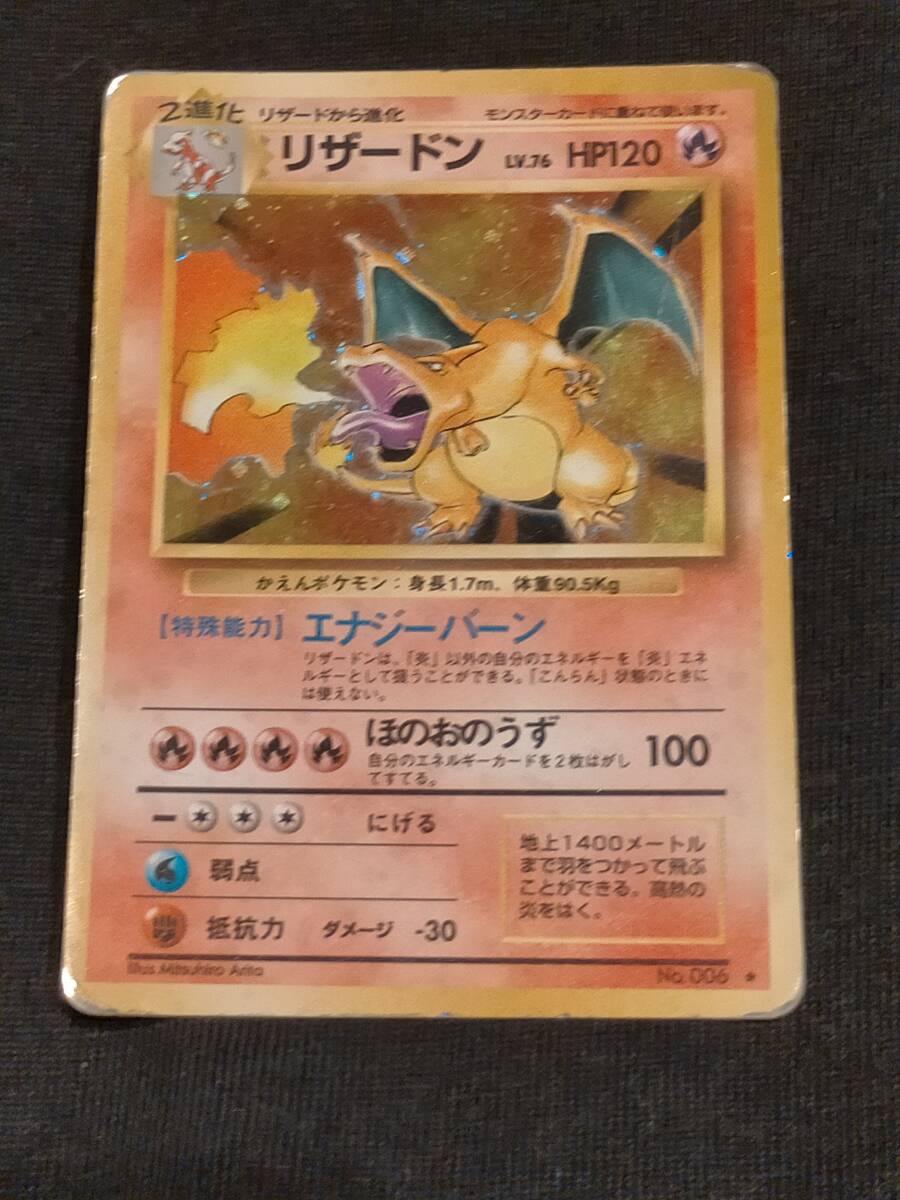 2進化 リザードから進化 モンスターカードに重ねて使います。
リザードン LV.76 HP120
かえんポケモン：身長1.7m、体重90.5Kg
【特殊能力】エナジーバーン
リザードンは、「炎」以外の自分のエネルギーを「炎」エネ
ルギーとして扱うことができる。「こんらん」状態のときに
は使えない。
ほのおのうず 100
自分のエネルギーカードを2枚はがし
てすてる。
ー にげる
弱点
抵抗力 ダメージ -30
地上1400メートル
まで羽をつかって飛ぶ
ことができる。高熱の
炎をはく。
Illus. Mitsuhiro Arita
No. 006 ★